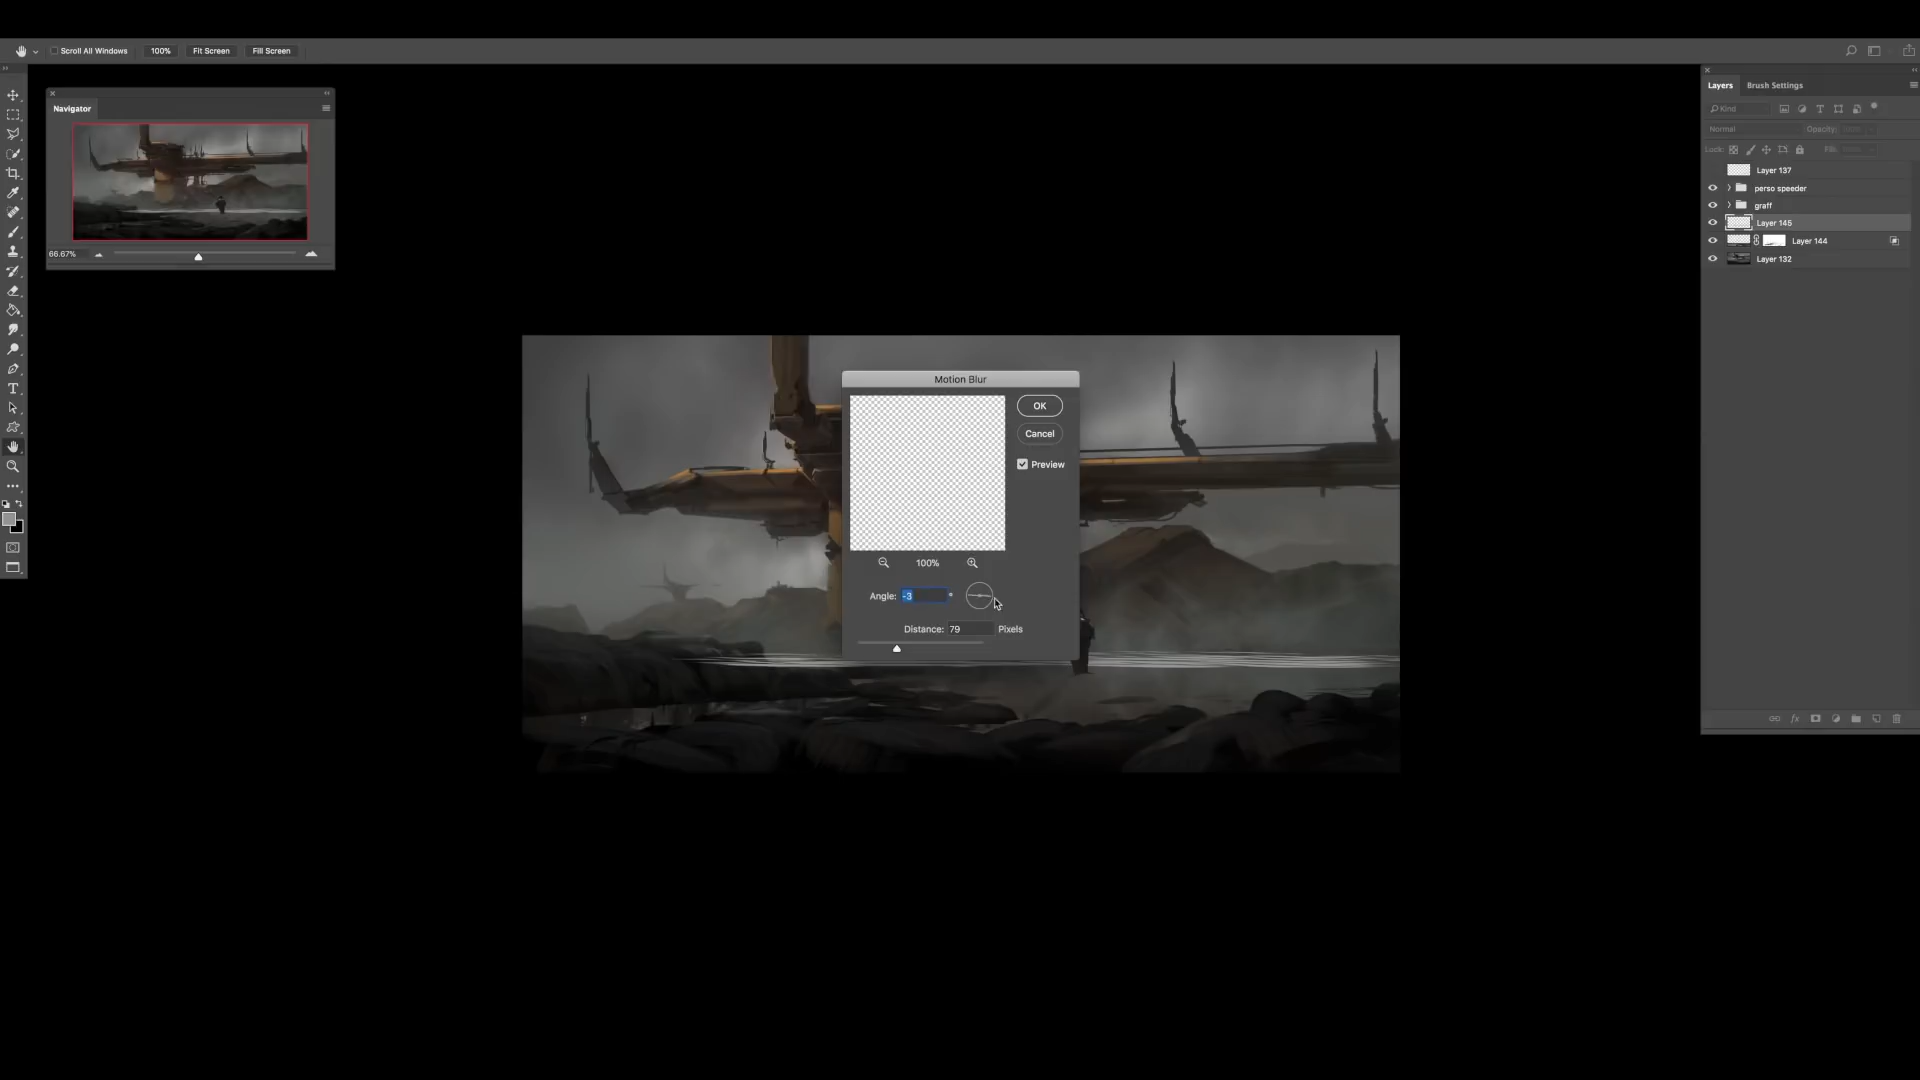 Scroll All Windows 100% Fit Screen Fill Screen
Navigator
66.67%
Motion Blur
OK
Cancel
Preview
100%
Angle: -3 °
Distance: 79 Pixels
Layers Brush Settings
Kind
Normal Opacity:
Lock: Fill:
Layer 137
perso speeder
graff
Layer 145
Layer 144
Layer 132
fx